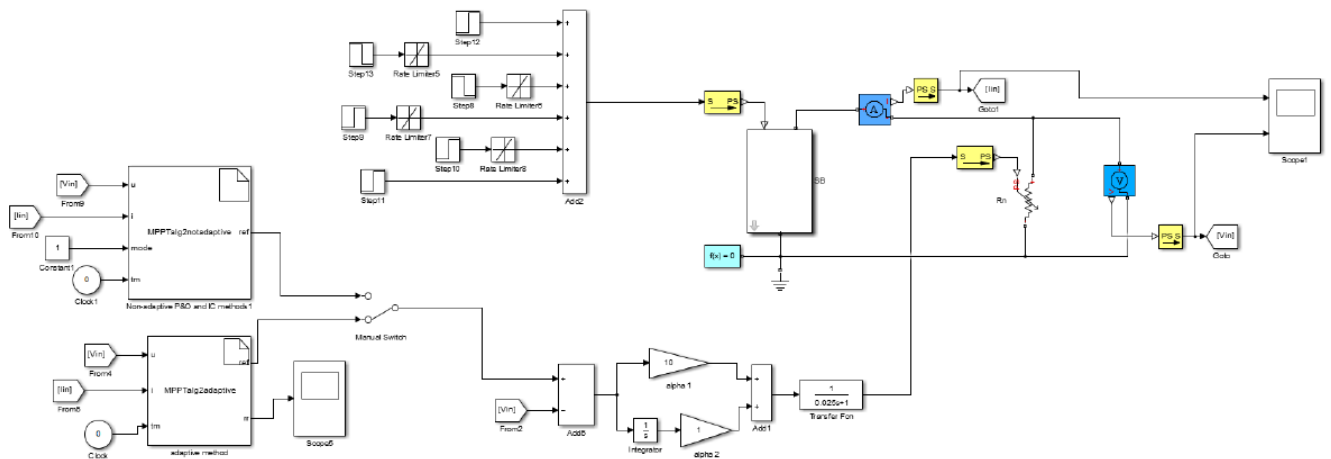 Step12
Step13
Rate Limiter5
Step8
Rate Limiter6
Step9
Rate Limiter7
Step10
Rate Limiter8
Step11
+
+
+
+
+
+
Add2
S PS
SB
f(x) = 0
A
I
PS S
[Iin]
Goto1
S PS
PS
Rn
V
V
PS S
[Vin]
Goto
Scope1
[Vin]
From9
[Iin]
From10
1
Constant1
0
Clock1
u
i
mode
tm
MPPTalg2notadaptive
ref
Non-adaptive P&O and IC methods1
Manual Switch
[Vin]
From4
[Iin]
0
Clock
u
i
tm
MPPTalg2adaptive
ref
rr
adaptive method
[Vin]
From2
+
−
10
alpha 1
1
s
Integrator
1
alpha 2
+
+
Add1
1
0.025s+1
Transfer Fcn